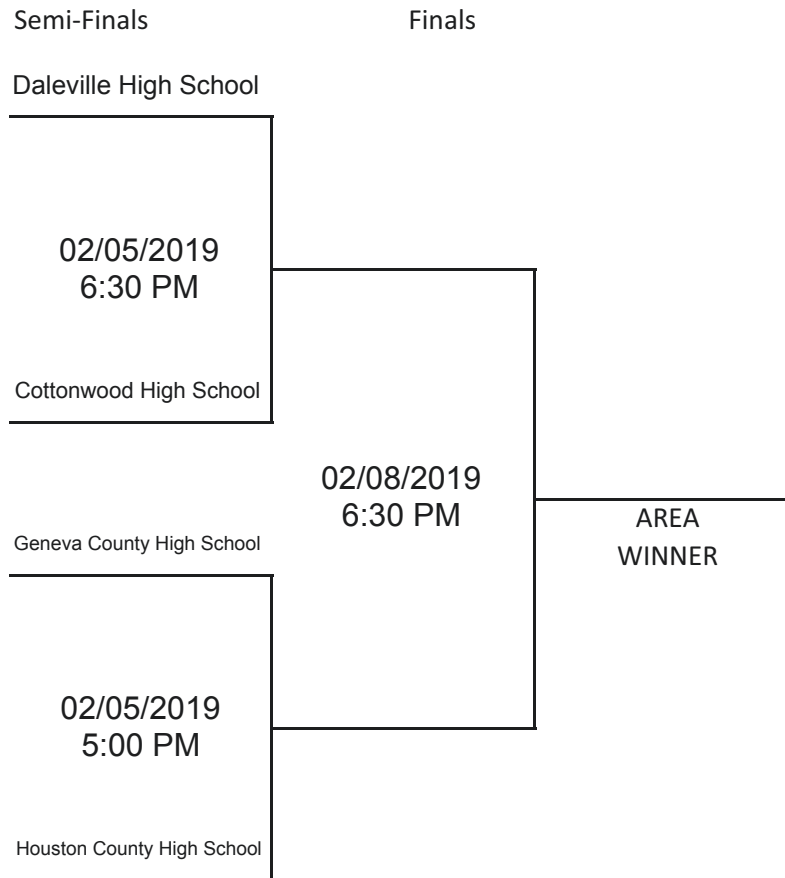 Semi-Finals
Finals
Daleville High School
02/05/2019
6:30 PM
Cottonwood High School
02/08/2019
6:30 PM
AREA
WINNER
Geneva County High School
02/05/2019
5:00 PM
Houston County High School